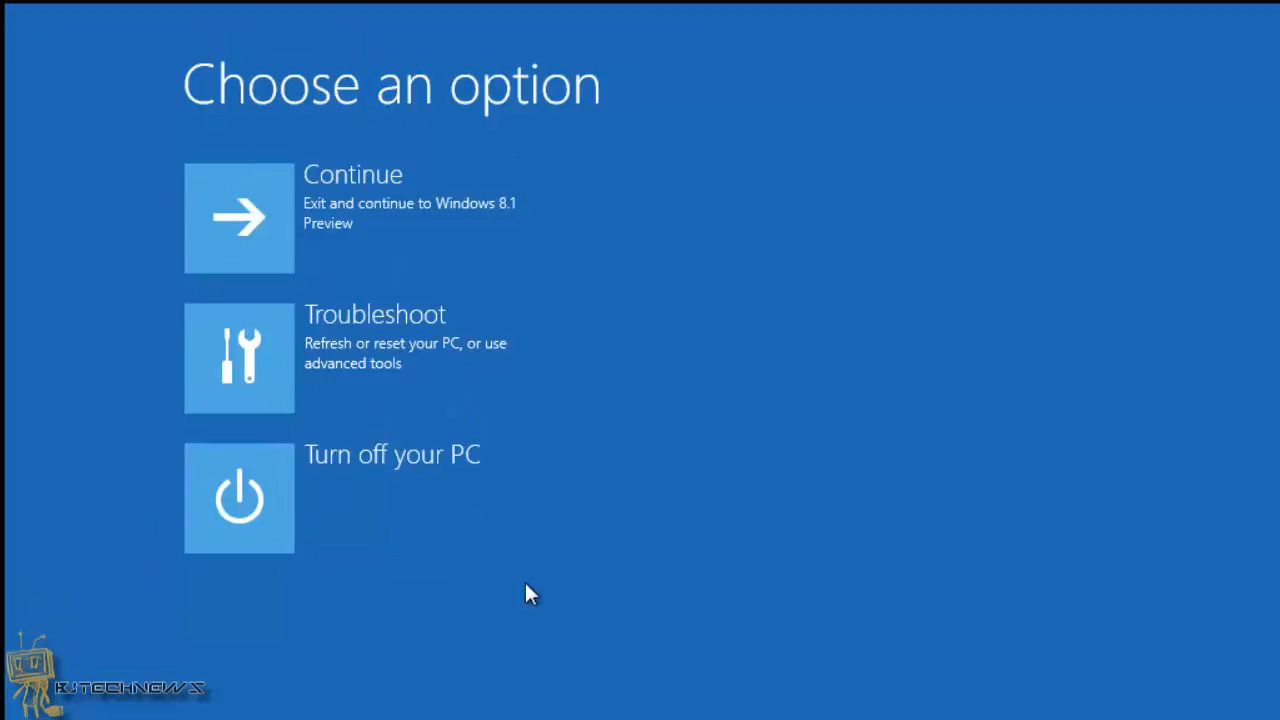 Choose an option
Continue
Exit and continue to Windows 8.1
Preview
Troubleshoot
Refresh or reset your PC, or use
advanced tools
Turn off your PC
BJTECHNEWS